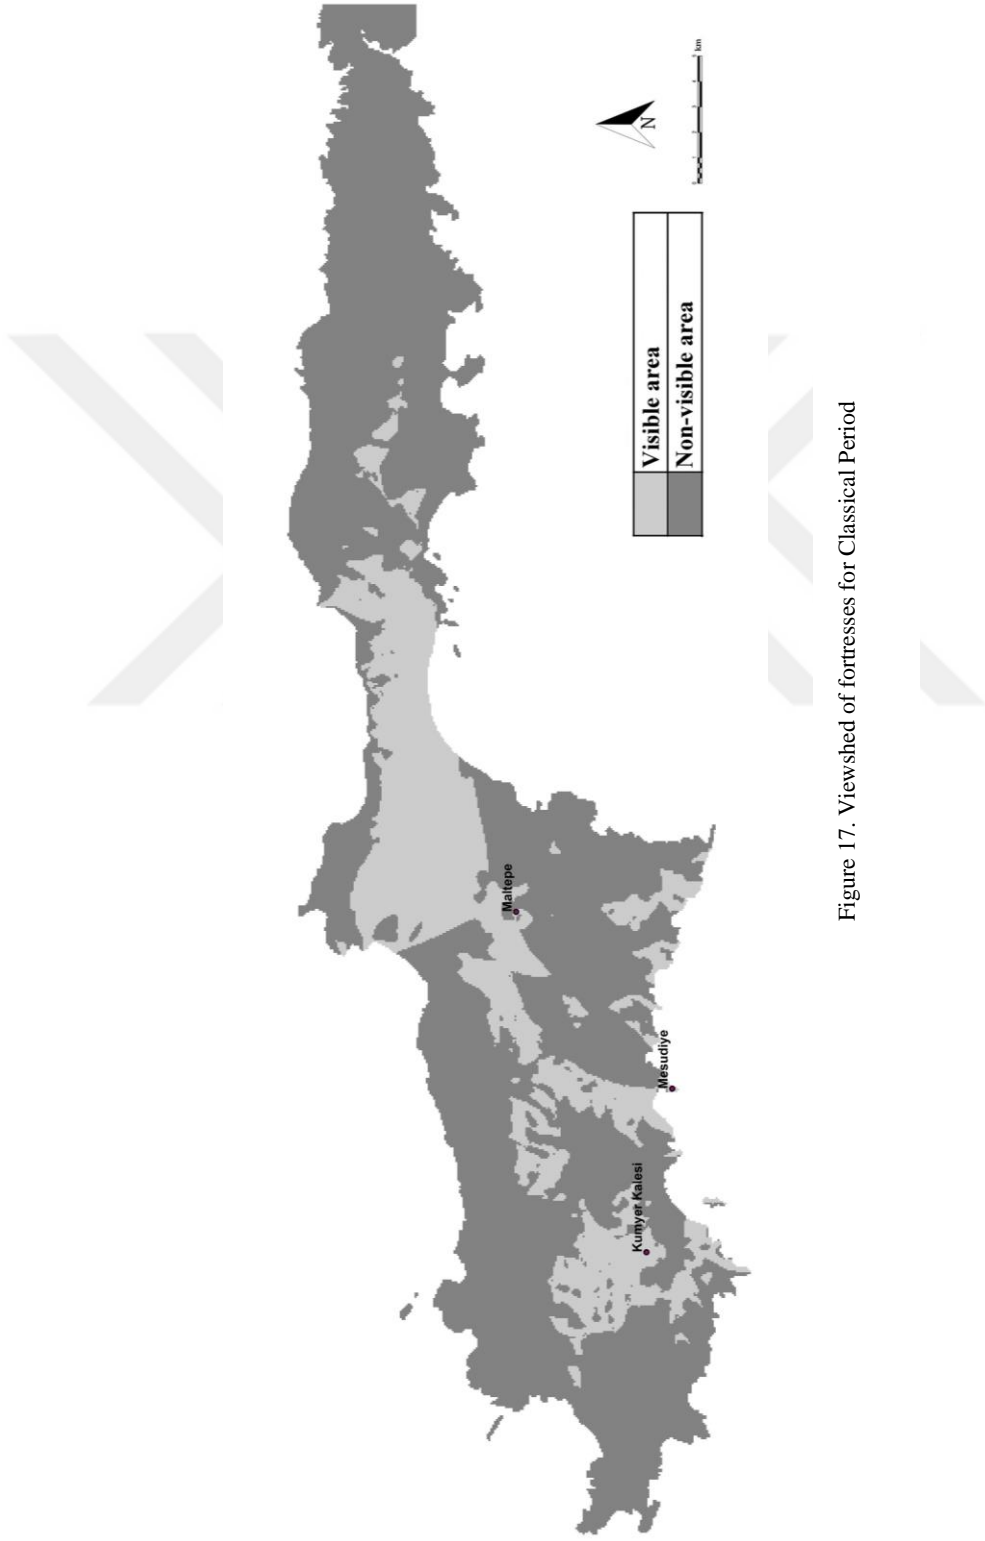 Maltepe
Mesudiye
Kumyer Kalesi
N
km
Visible area
Non-visible area
Figure 17. Viewshed of fortresses for Classical Period